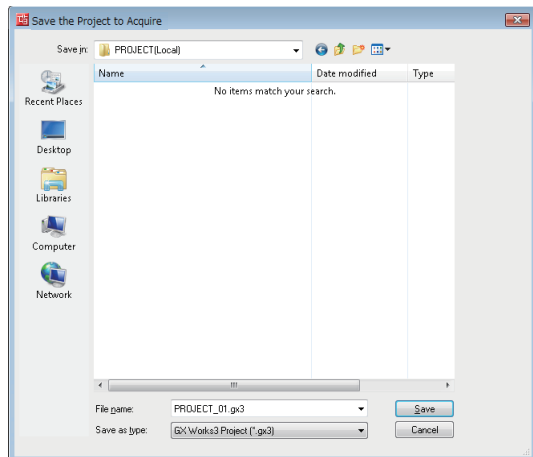 Save the Project to Acquire
Save in: PROJECT(Local)
Name Date modified Type
No items match your search.
Recent Places
Desktop
Libraries
Computer
Network
File name: PROJECT_01.gx3 Save
Save as type: GX Works3 Project (*.gx3) Cancel